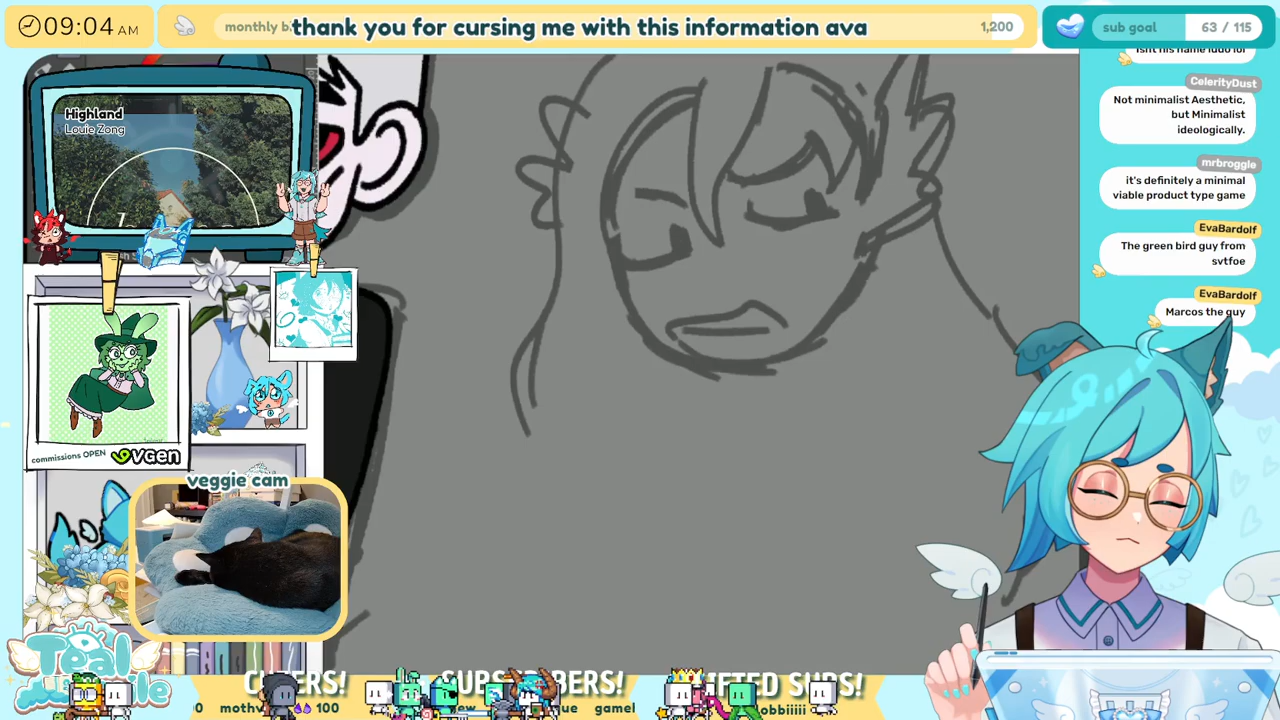 09:04 AM
monthly b
thank you for cursing me with this information ava
1,200
sub goal
63 / 115
isnt his name ludo lol
CelerityDust
Not minimalist Aesthetic,
but Minimalist
ideologically.
mrbroggle
it's definitely a minimal
viable product type game
EvaBardolf
The green bird guy from
svtfoe
EvaBardolf
Marcos the guy
Highland
Louie Zong
commissions OPEN VGen
veggie cam
Teal
CHEERS!
SUBSCRIBERS!
GIFTED SUBS!
100
gamel
lobbiiiii